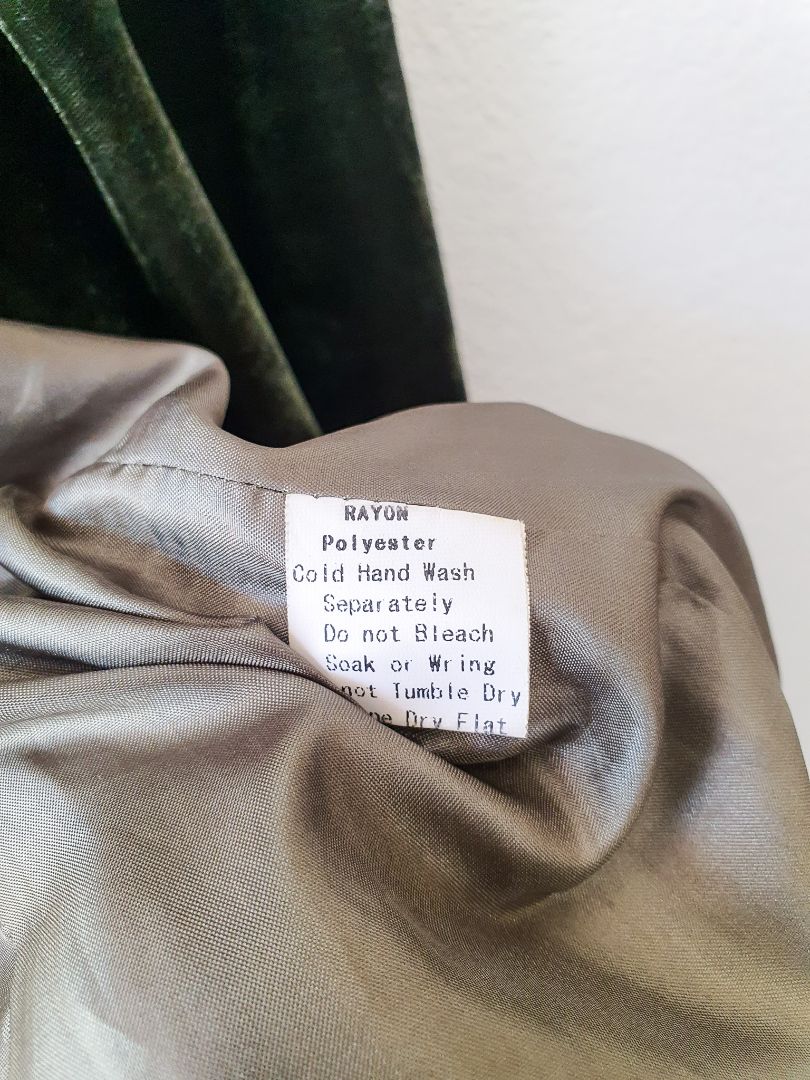 RAYON
Polyester
Cold Hand Wash
Separately
Do not Bleach
Soak or Wring
not Tumble Dry
Dry Flat